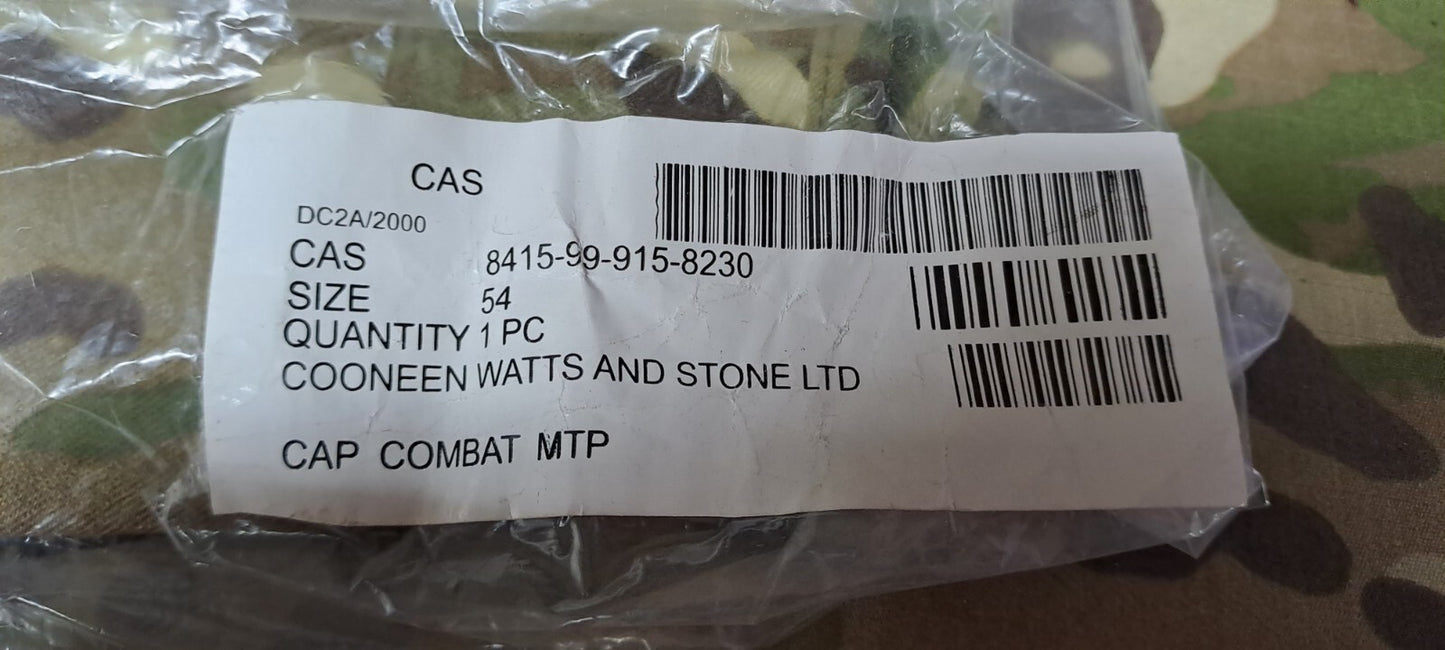 CAS
DC2A/2000
CAS 8415-99-915-8230
SIZE 54
QUANTITY 1 PC
COONEEN WATTS AND STONE LTD
CAP COMBAT MTP